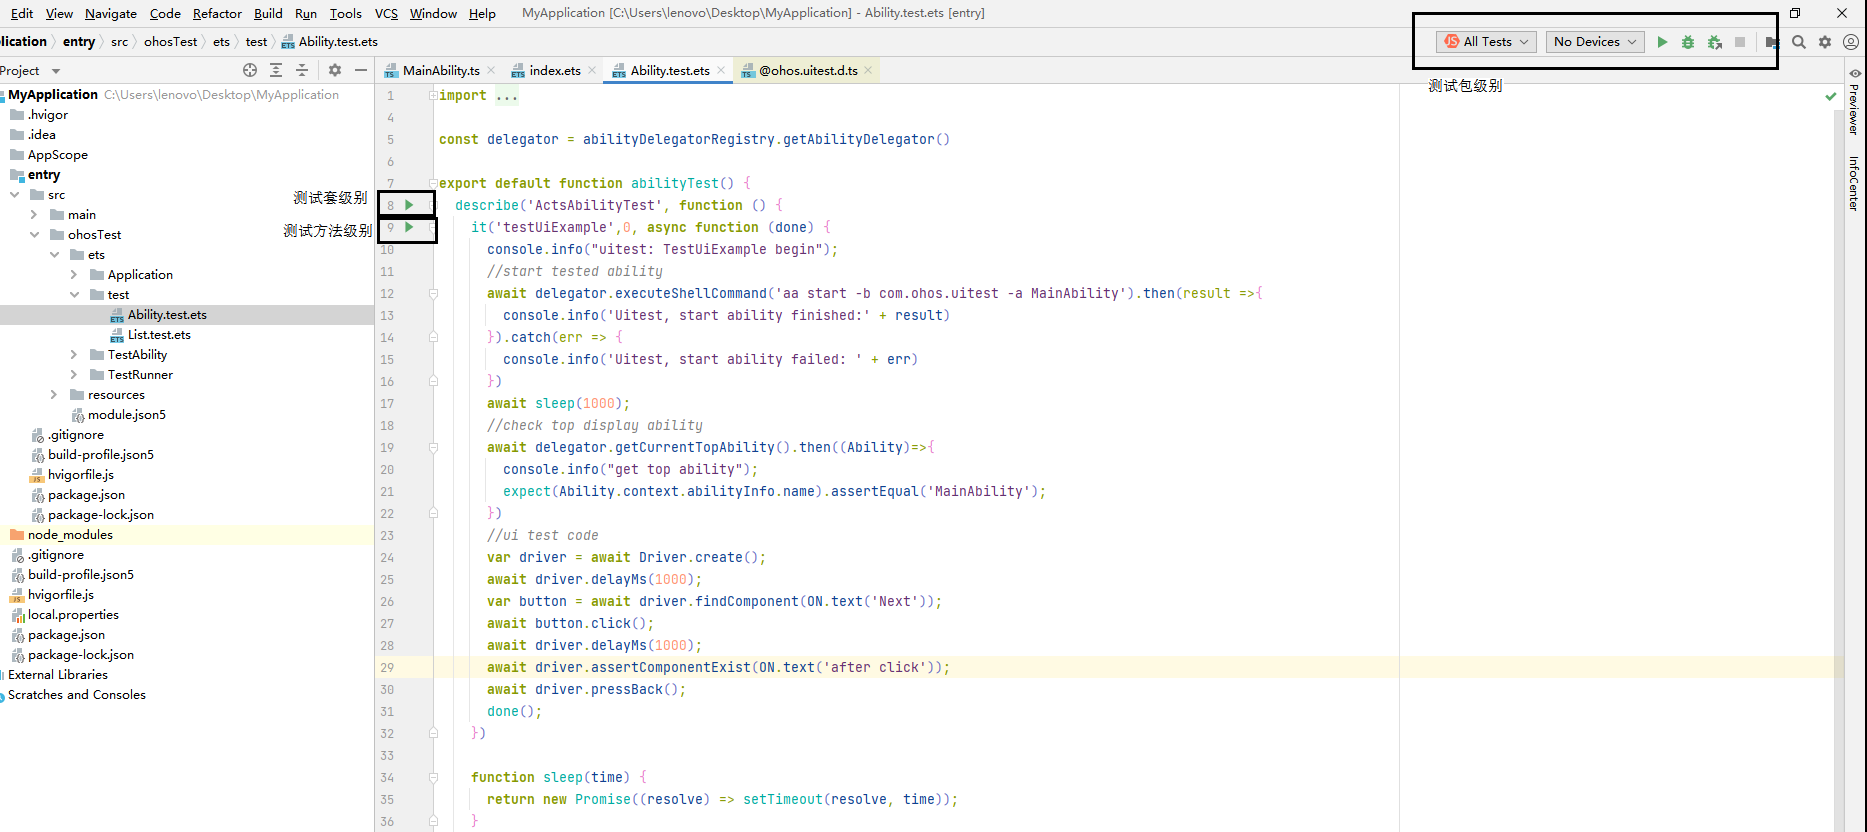 Edit View Navigate Code Refactor Build Run Tools VCS Window Help MyApplication [C:\Users\lenovo\Desktop\MyApplication] - Ability.test.ets [entry]
lication entry src ohosTest ets test Ability.test.ets All Tests No Devices
Project MainAbility.ts index.ets Ability.test.ets @ohos.uitest.d.ts
测试包级别
Previewer
InfoCenter
MyApplication C:\Users\lenovo\Desktop\MyApplication
.hvigor
.idea
AppScope
entry
src
测试套级别
main
测试方法级别
ohosTest
ets
Application
test
Ability.test.ets
List.test.ets
TestAbility
TestRunner
resources
module.json5
.gitignore
build-profile.json5
hvigorfile.js
package.json
package-lock.json
node_modules
.gitignore
build-profile.json5
hvigorfile.js
local.properties
package.json
package-lock.json
External Libraries
Scratches and Consoles
1 import ...
4
5 const delegator = abilityDelegatorRegistry.getAbilityDelegator()
6
7 export default function abilityTest() {
8 describe('ActsAbilityTest', function () {
9 it('testUiExample',0, async function (done) {
10 console.info("uitest: TestUiExample begin");
11 //start tested ability
12 await delegator.executeShellCommand('aa start -b com.ohos.uitest -a MainAbility').then(result =>{
13 console.info('Uitest, start ability finished:' + result)
14 }).catch(err => {
15 console.info('Uitest, start ability failed: ' + err)
16 })
17 await sleep(1000);
18 //check top display ability
19 await delegator.getCurrentTopAbility().then((Ability)=>{
20 console.info("get top ability");
21 expect(Ability.context.abilityInfo.name).assertEqual('MainAbility');
22 })
23 //ui test code
24 var driver = await Driver.create();
25 await driver.delayMs(1000);
26 var button = await driver.findComponent(ON.text('Next'));
27 await button.click();
28 await driver.delayMs(1000);
29 await driver.assertComponentExist(ON.text('after click'));
30 await driver.pressBack();
31 done();
32 })
33
34 function sleep(time) {
35 return new Promise((resolve) => setTimeout(resolve, time));
36 }